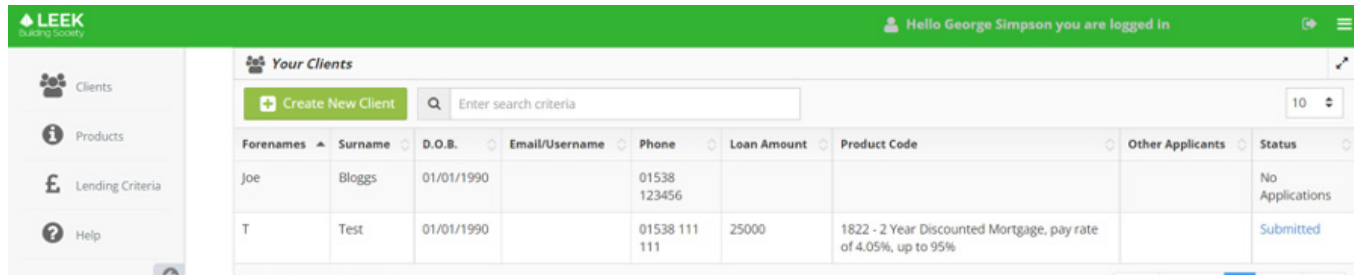 LEEK
Building Society
Hello George Simpson you are logged in
Clients
Products
Lending Criteria
Help
Your Clients
Create New Client
Enter search criteria
10
Forenames Surname D.O.B. Email/Username Phone Loan Amount Product Code Other Applicants Status
Joe Bloggs 01/01/1990 01538 No
123456 Applications
T Test 01/01/1990 01538 111 25000 1822 - 2 Year Discounted Mortgage, pay rate Submitted
111 of 4.05%, up to 95%